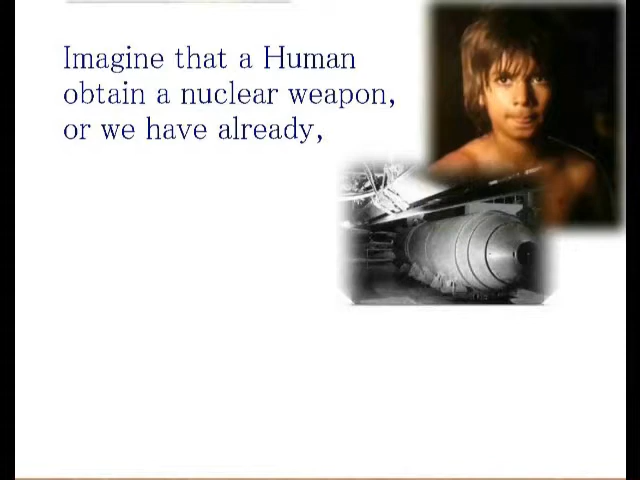 Imagine that a Human
obtain a nuclear weapon,
or we have already,